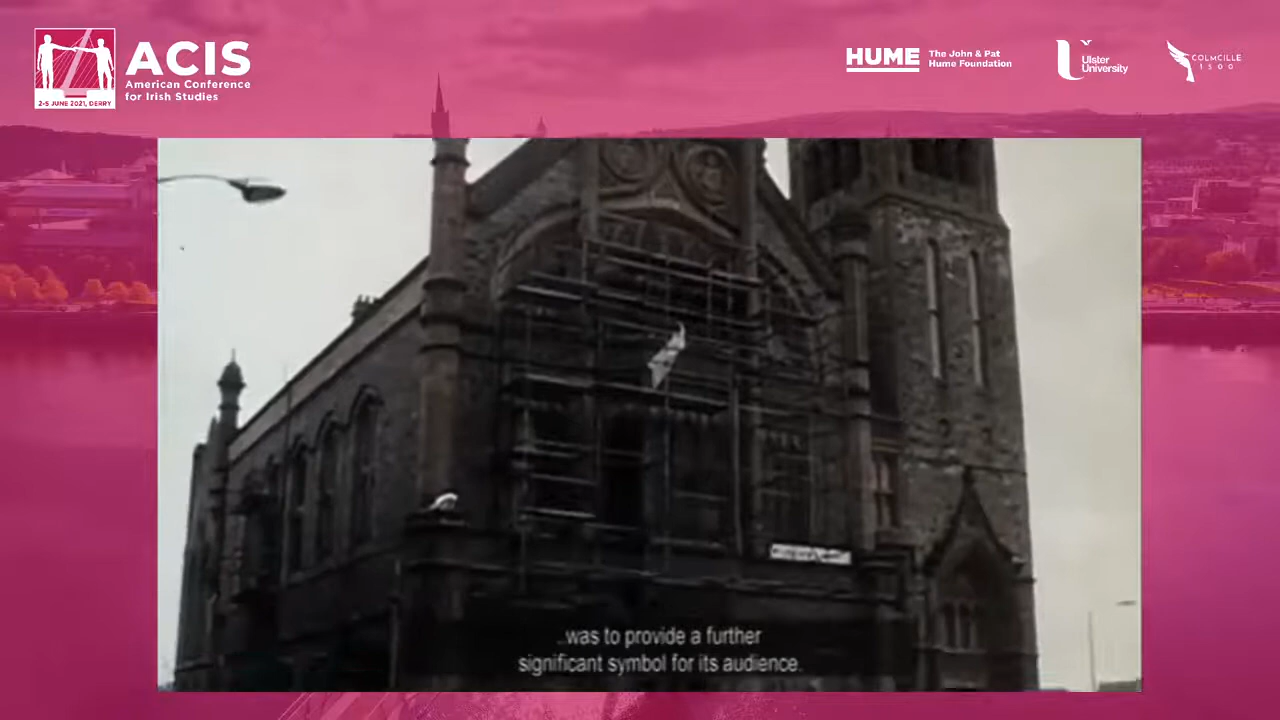 ACIS
American Conference
for Irish Studies
2-5 JUNE 2021, DERRY
HUME
The John & Pat
Hume Foundation
Ulster
University
COLMCILLE
1500
..was to provide a further
significant symbol for its audience.